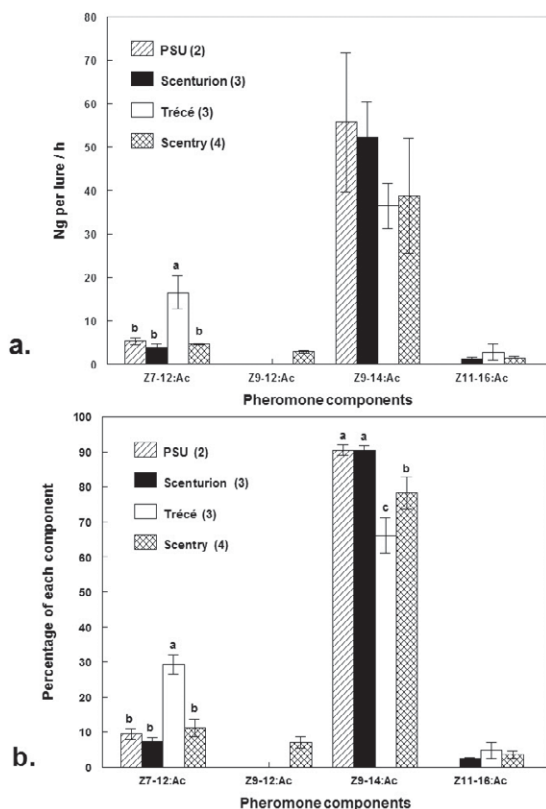 80
70
60
50
40
30
20
10
0
Ng per lure / h
PSU (2)
Scenturion (3)
Trécé (3)
Scentry (4)
b b a b
Z7-12:Ac Z9-12:Ac Z9-14:Ac Z11-16:Ac
Pheromone components
a.
100
90
80
70
60
50
40
30
20
10
0
Percentage of each component
PSU (2)
Scenturion (3)
Trécé (3)
Scentry (4)
b b a b
a a c b
Z7-12:Ac Z9-12:Ac Z9-14:Ac Z11-16:Ac
Pheromone components
b.